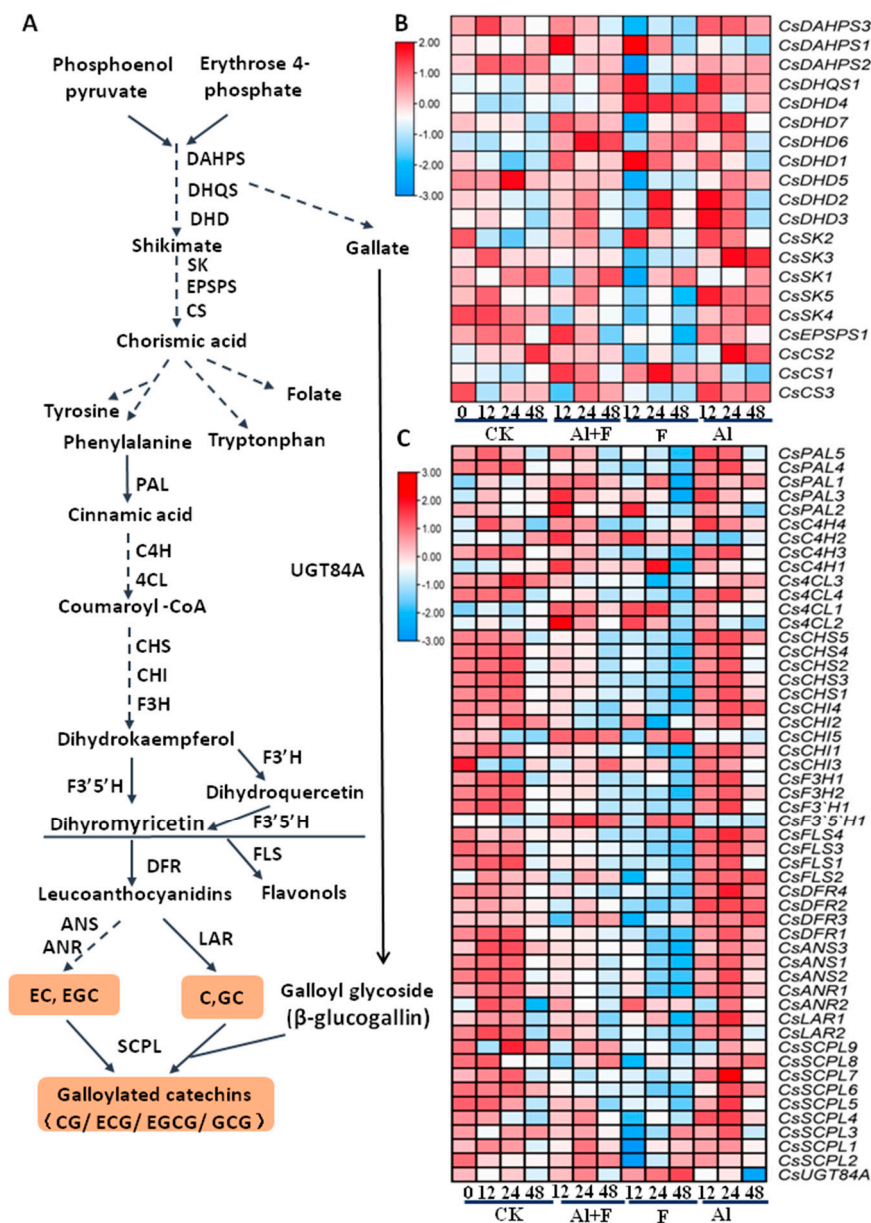 A
Phosphoenol
pyruvate
Erythrose 4-
phosphate
DAHPS
DHQS
DHD
Shikimate
Gallate
SK
EPSPS
CS
Chorismic acid
Folate
Tyrosine
Phenylalanine
Tryptonphan
PAL
Cinnamic acid
C4H
4CL
UGT84A
Coumaroyl -CoA
CHS
CHI
F3H
Dihydrokaempferol
F3'H
F3'5'H
Dihydroquercetin
F3'5'H
Dihyromyricetin
DFR
FLS
Leucoanthocyanidins
Flavonols
ANS
ANR
LAR
EC, EGC
C,GC
Galloyl glycoside
(β-glucogallin)
SCPL
Galloylated catechins
(CG/ ECG/ EGCG/ GCG)
B
2.00
1.00
0.00
-1.00
-2.00
-3.00
CsDAHPS3
CsDAHPS1
CsDAHPS2
CsDHQS1
CsDHD4
CsDHD7
CsDHD6
CsDHD1
CsDHD5
CsDHD2
CsDHD3
CsSK2
CsSK3
CsSK1
CsSK5
CsSK4
CsEPSPS1
CsCS2
CsCS1
CsCS3
0 12 24 48 12 24 48 12 24 48 12 24 48
CK Al+F F Al
C
3.00
2.00
1.00
0.00
-1.00
-2.00
-3.00
CsPAL5
CsPAL4
CsPAL1
CsPAL3
CsPAL2
CsC4H4
CsC4H2
CsC4H3
CsC4H1
Cs4CL3
Cs4CL4
Cs4CL1
Cs4CL2
CsCHS5
CsCHS4
CsCHS2
CsCHS3
CsCHS1
CsCHI4
CsCHI2
CsCHI5
CsCHI1
CsCHI3
CsF3H1
CsF3H2
CsF3`H1
CsF3`5`H1
CsFLS4
CsFLS3
CsFLS1
CsFLS2
CsDFR4
CsDFR2
CsDFR3
CsDFR1
CsANS3
CsANS1
CsANS2
CsANR1
CsANR2
CsLAR1
CsLAR2
CsSCPL9
CsSCPL8
CsSCPL7
CsSCPL6
CsSCPL5
CsSCPL4
CsSCPL3
CsSCPL1
CsSCPL2
CsUGT84A
0 12 24 48 12 24 48 12 24 48 12 24 48
CK Al+F F Al